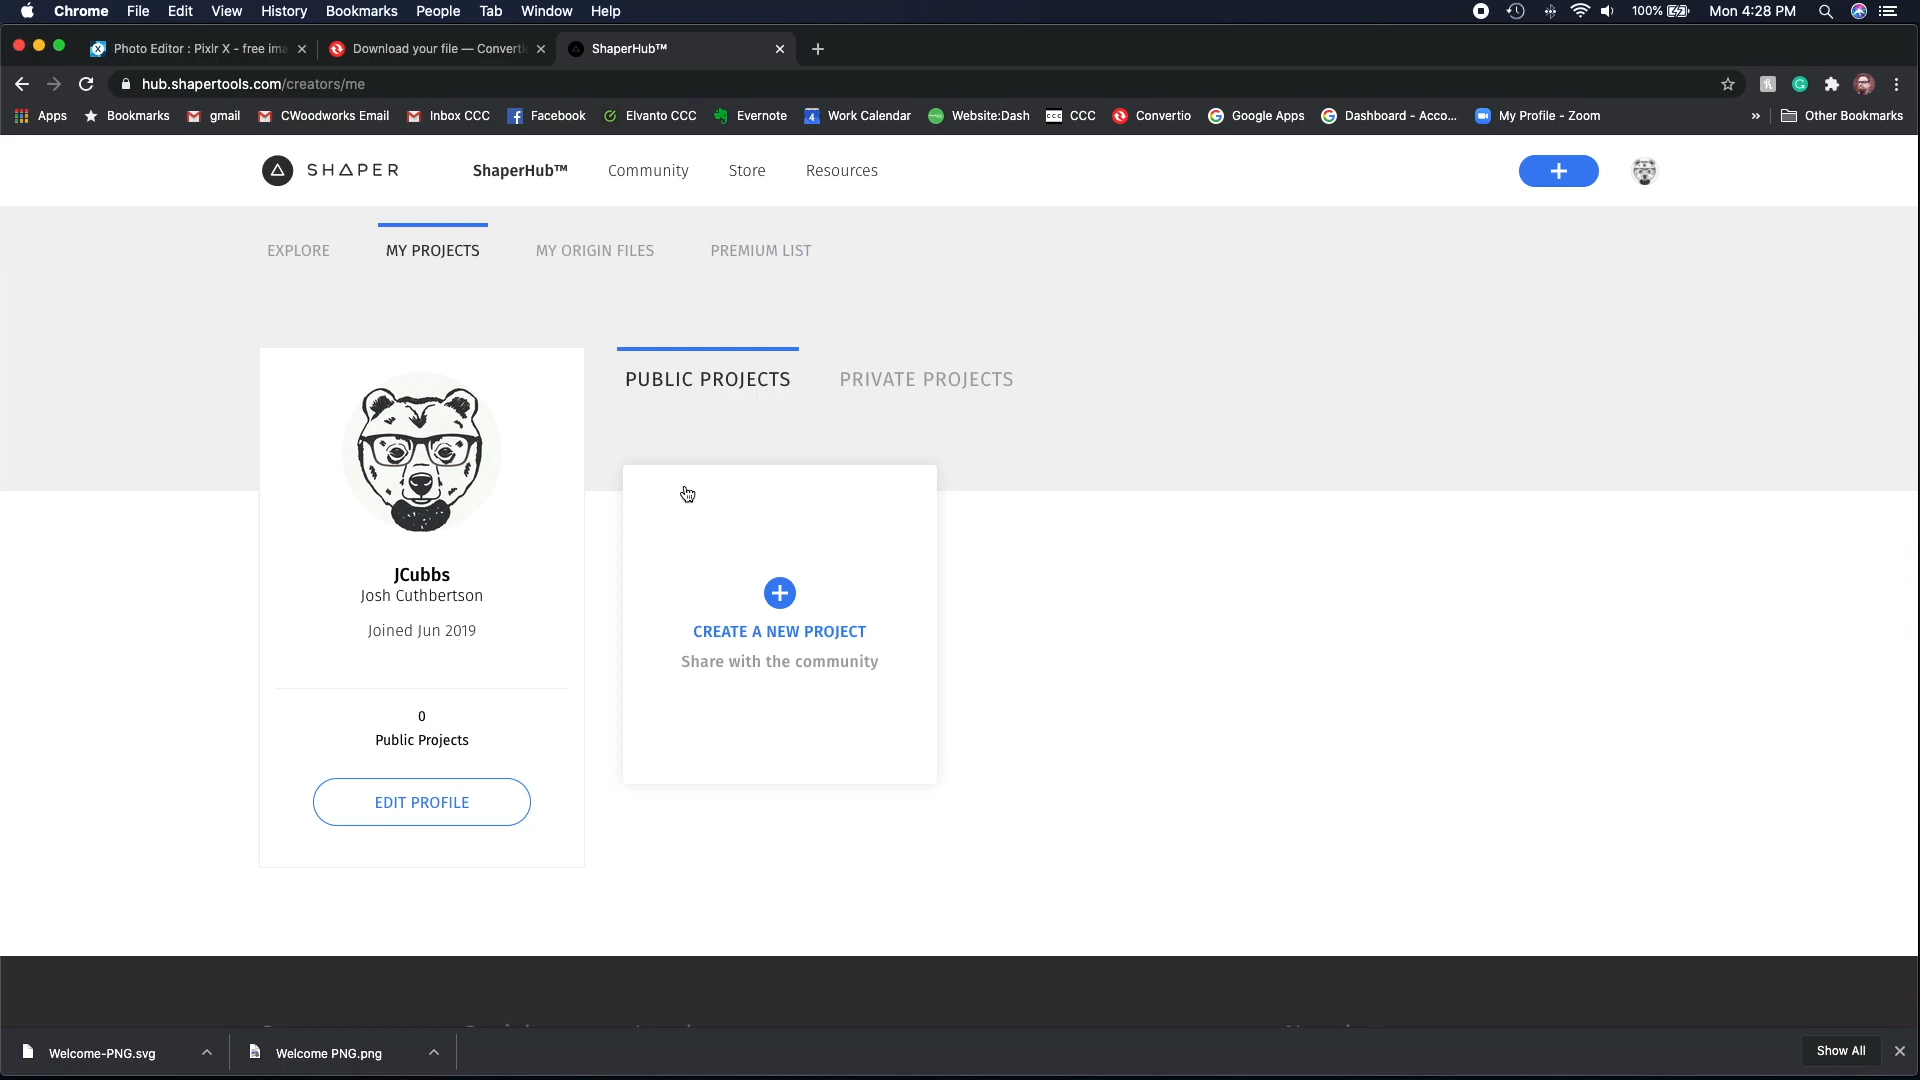 Chrome File Edit View History Bookmarks People Tab Window Help 100% Mon 4:28 PM
Photo Editor : Pixlr X - free ima Download your file — Converti ShaperHub™
hub.shapertools.com/creators/me
Apps Bookmarks gmail CWoodworks Email Inbox CCC Facebook Elvanto CCC Evernote 4 Work Calendar Website:Dash CCC CCC Convertio Google Apps Dashboard - Acco... My Profile - Zoom » Other Bookmarks
SHAPER ShaperHub™ Community Store Resources
EXPLORE MY PROJECTS MY ORIGIN FILES PREMIUM LIST
PUBLIC PROJECTS PRIVATE PROJECTS
JCubbs
Josh Cuthbertson
Joined Jun 2019
CREATE A NEW PROJECT
Share with the community
0
Public Projects
EDIT PROFILE
Welcome-PNG.svg Welcome PNG.png Show All